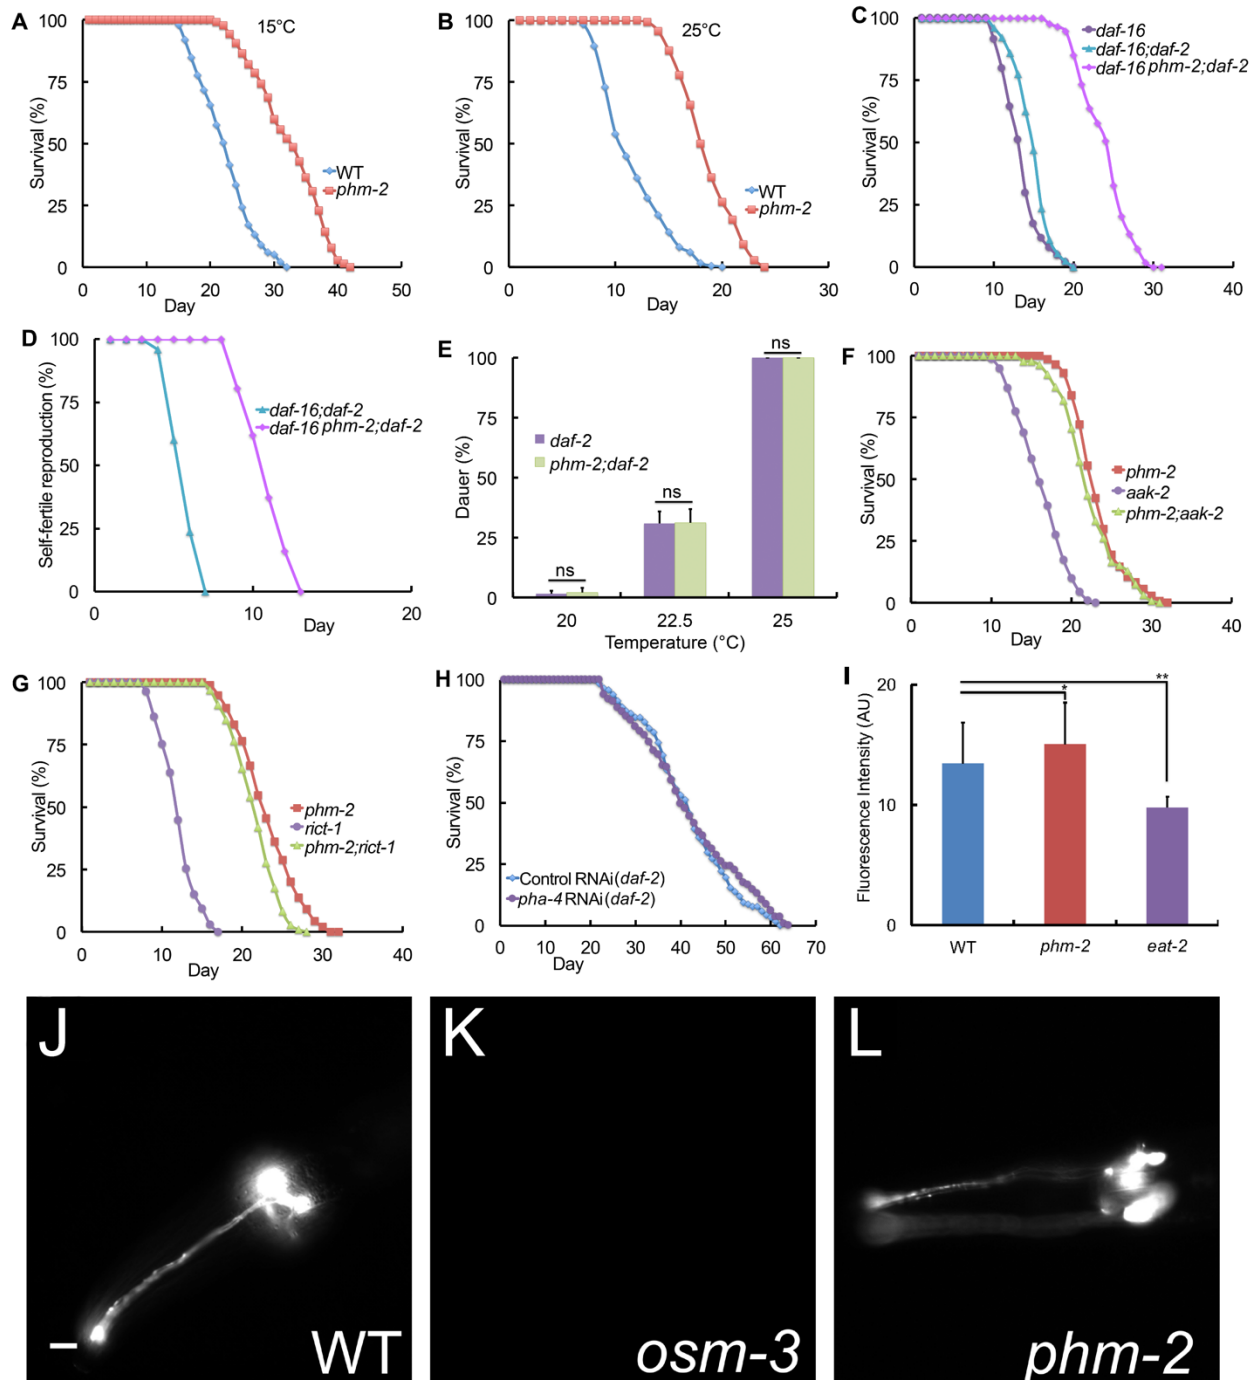 A
15°C
Survival (%)
100
75
50
25
0
WT
phm-2
0 10 20 30 40 50
Day
B
25°C
Survival (%)
100
75
50
25
0
WT
phm-2
0 10 20 30
Day
C
Survival (%)
100
75
50
25
0
daf-16
daf-16;daf-2
daf-16 phm-2;daf-2
0 10 20 30 40
Day
D
Self-fertile reproduction (%)
100
75
50
25
0
daf-16;daf-2
daf-16 phm-2;daf-2
0 10 20
Day
E
Dauer (%)
100
75
50
25
0
daf-2
phm-2;daf-2
ns
ns
ns
20 22.5 25
Temperature (°C)
F
Survival (%)
100
75
50
25
0
phm-2
aak-2
phm-2;aak-2
0 10 20 30 40
Day
G
Survival (%)
100
75
50
25
0
phm-2
rict-1
phm-2;rict-1
0 10 20 30 40
Day
H
Survival (%)
100
75
50
25
0
Control RNAi(daf-2)
pha-4 RNAi(daf-2)
0 10 20 30 40 50 60 70
Day
I
Fluorescence Intensity (AU)
20
10
0
*
**
WT phm-2 eat-2
J
WT
K
osm-3
L
phm-2